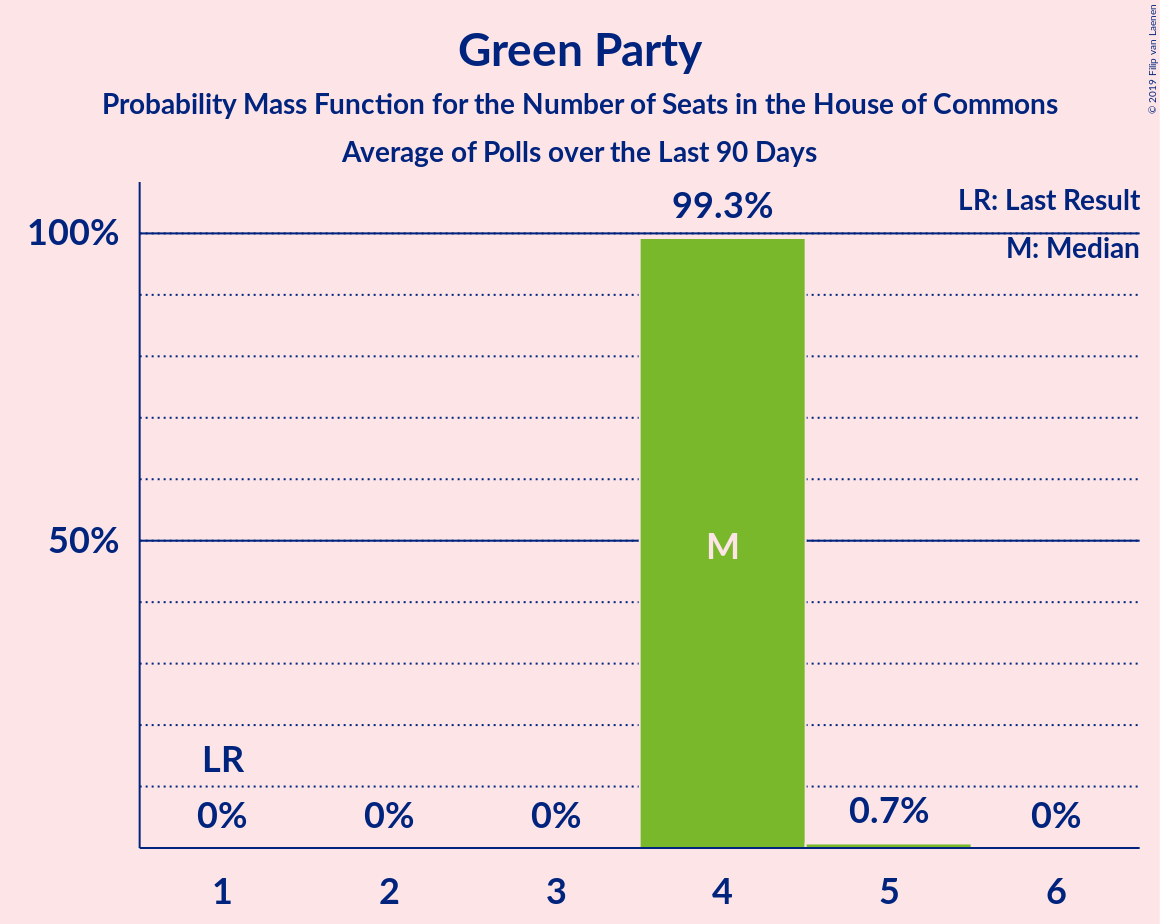 Green Party
Probability Mass Function for the Number of Seats in the House of Commons
Average of Polls over the Last 90 Days
© 2019 Filip van Laenen
LR: Last Result
M: Median
100%
50%
99.3%
M
LR
0%
0%
0%
0.7%
0%
1 2 3 4 5 6